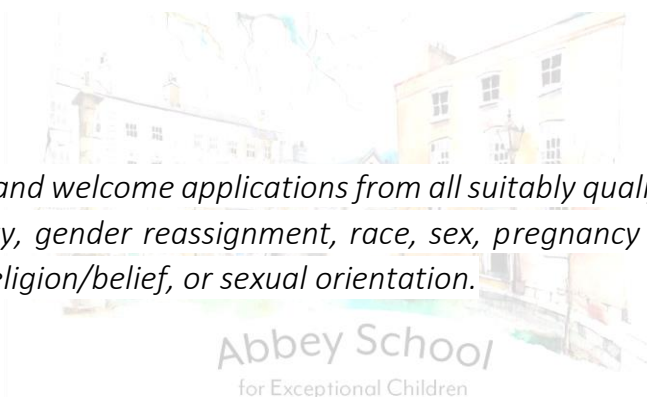 and welcome applications from all suitably quali
y, gender reassignment, race, sex, pregnancy
eligion/belief, or sexual orientation.
Abbey School
for Exceptional Children